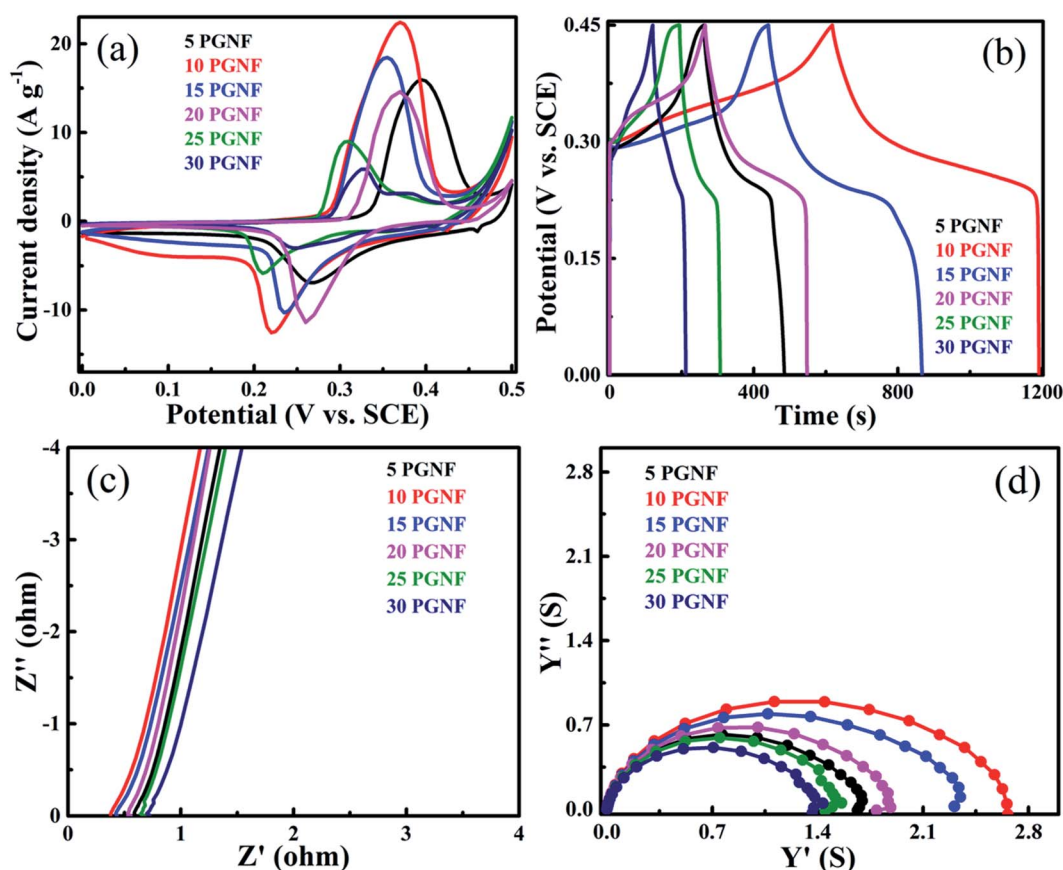 (a)
5 PGNF
10 PGNF
15 PGNF
20 PGNF
25 PGNF
30 PGNF
Current density (A g⁻¹)
20
10
0
-10
0.0 0.1 0.2 0.3 0.4 0.5
Potential (V vs. SCE)
(b)
5 PGNF
10 PGNF
15 PGNF
20 PGNF
25 PGNF
30 PGNF
Potential (V vs. SCE)
0.45
0.30
0.15
0.00
0 400 800 1200
Time (s)
(c)
5 PGNF
10 PGNF
15 PGNF
20 PGNF
25 PGNF
30 PGNF
Z'' (ohm)
-4
-3
-2
-1
0
0 1 2 3 4
Z' (ohm)
(d)
5 PGNF
10 PGNF
15 PGNF
20 PGNF
25 PGNF
30 PGNF
Y'' (S)
2.8
2.1
1.4
0.7
0.0
0.0 0.7 1.4 2.1 2.8
Y' (S)